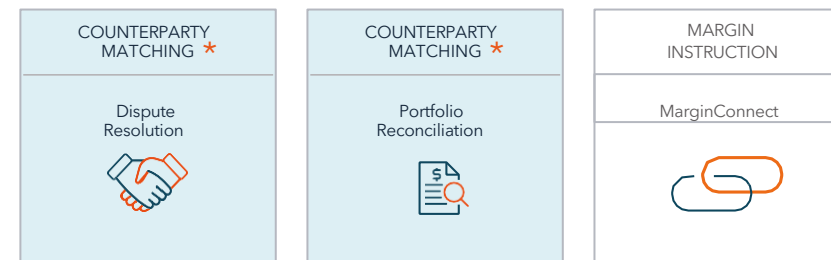 COUNTERPARTY
MATCHING *
Dispute
Resolution
COUNTERPARTY
MATCHING *
Portfolio
Reconciliation
$
MARGIN
INSTRUCTION
MarginConnect